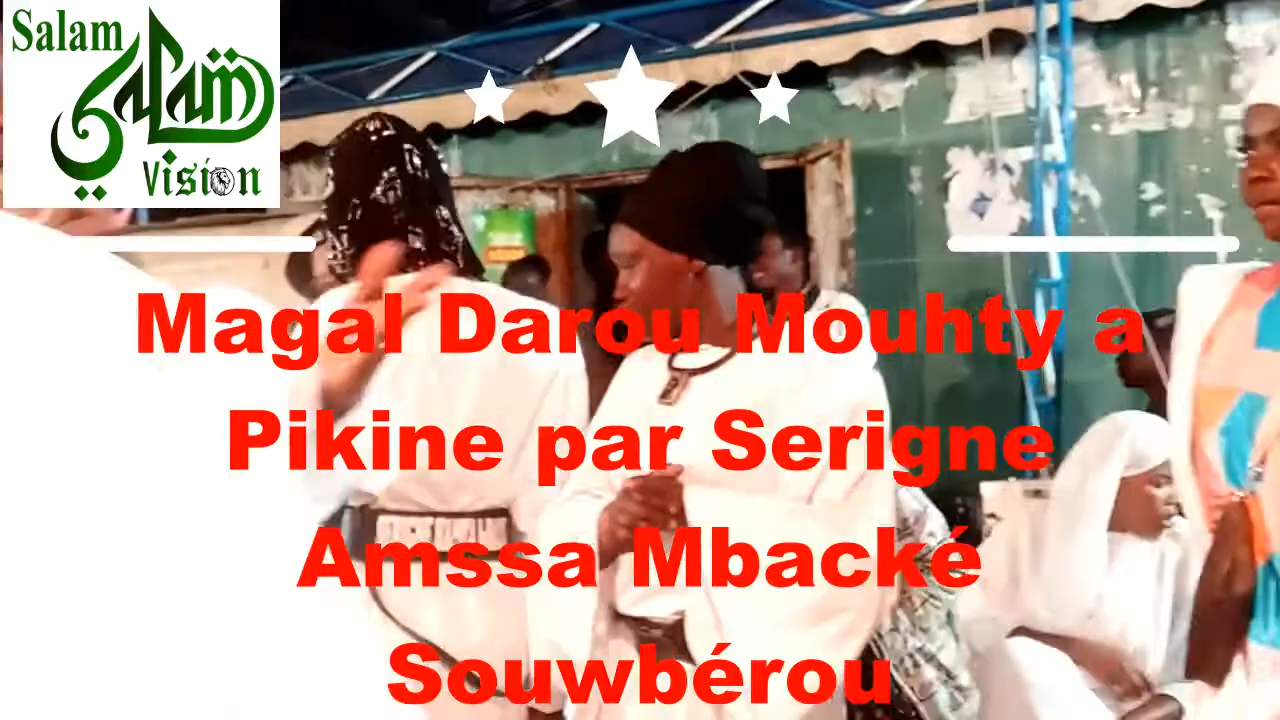 Salam
Vision
Magal Darou Mouhty a
Pikine par Serigne
Amssa Mbacké
Souwbérou